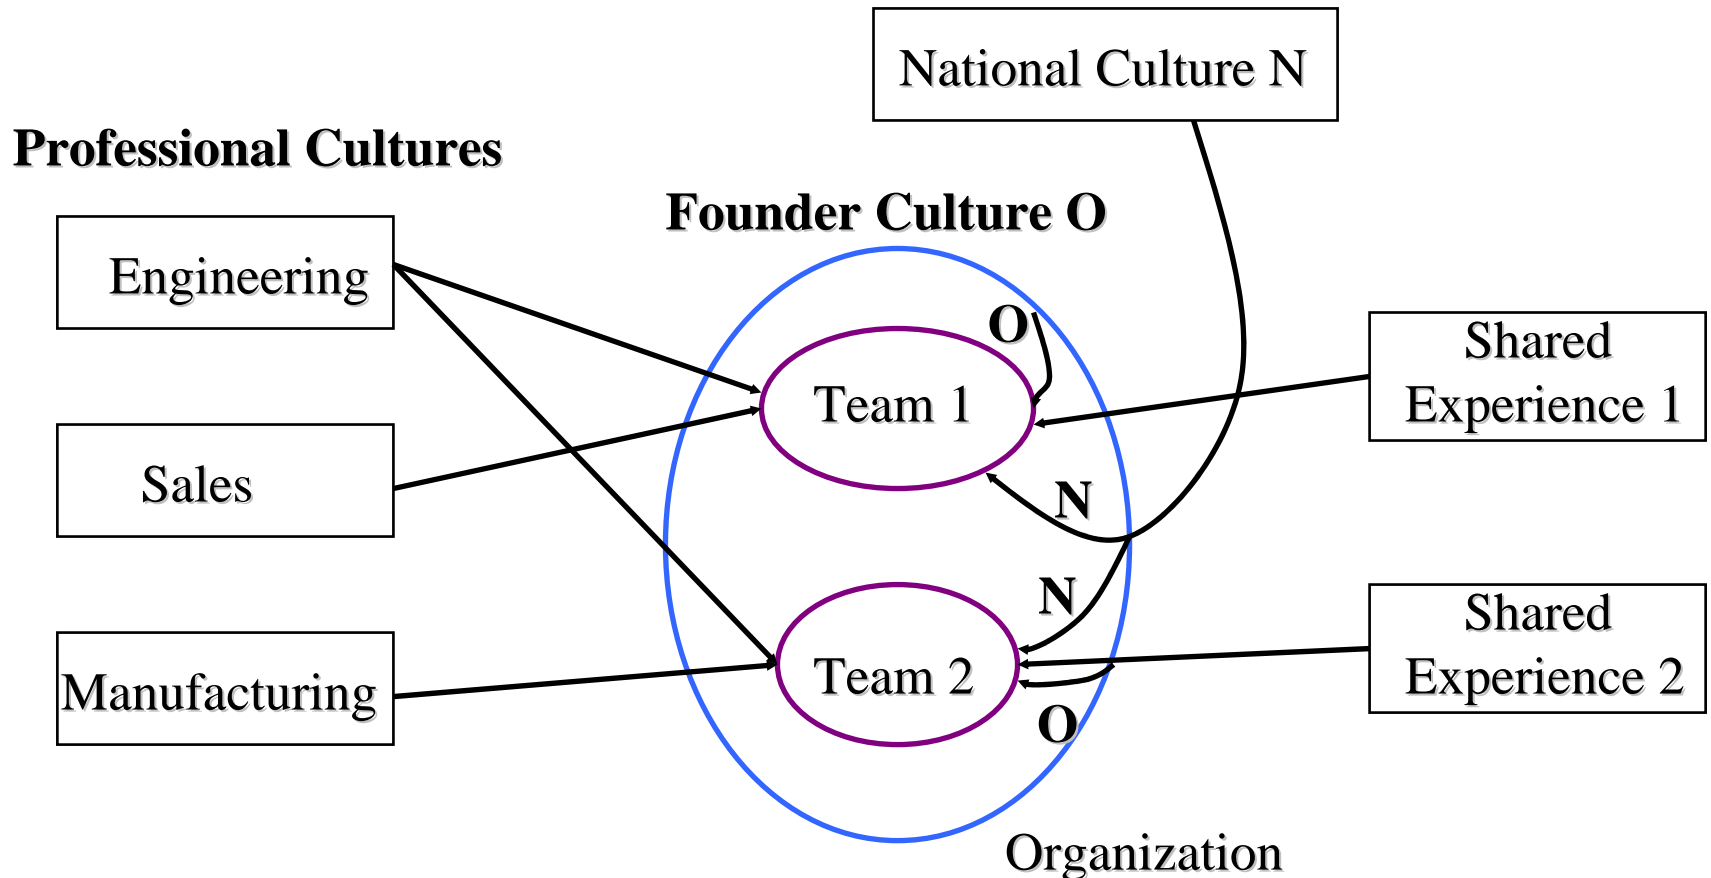 National Culture N
Professional Cultures
Founder Culture O
Engineering
O
Shared
Experience 1
Team 1
Sales
N
N
Shared
Experience 2
Manufacturing
Team 2
O
Organization